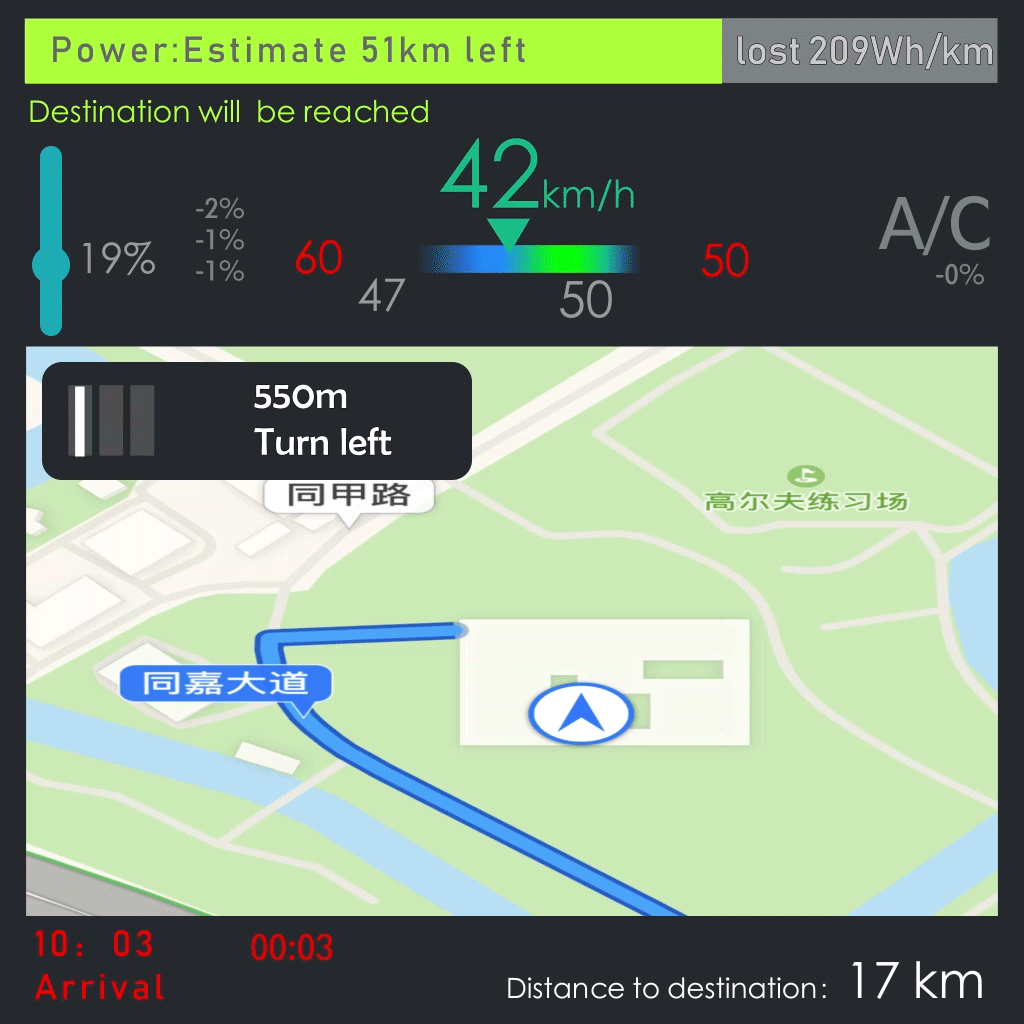 Power:Estimate 51km left
lost 209Wh/km
Destination will be reached
42km/h
A/C
-0%
19%
-2%
-1%
-1%
60
47
50
50
550m
Turn left
同甲路
高尔夫练习场
同嘉大道
10: 03
Arrival
00:03
Distance to destination: 17 km